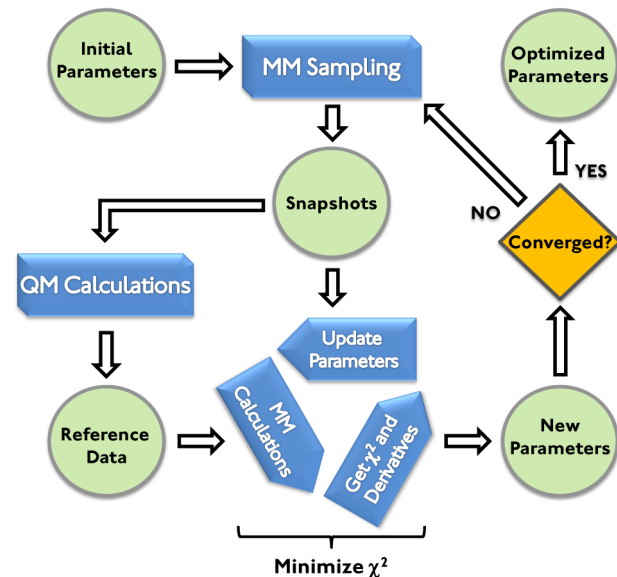 Initial
Parameters
MM Sampling
Optimized
Parameters
YES
NO
Snapshots
Converged?
QM Calculations
Update
Parameters
MM
Calculations
Get χ² and
Derivatives
Reference
Data
New
Parameters
Minimize χ²